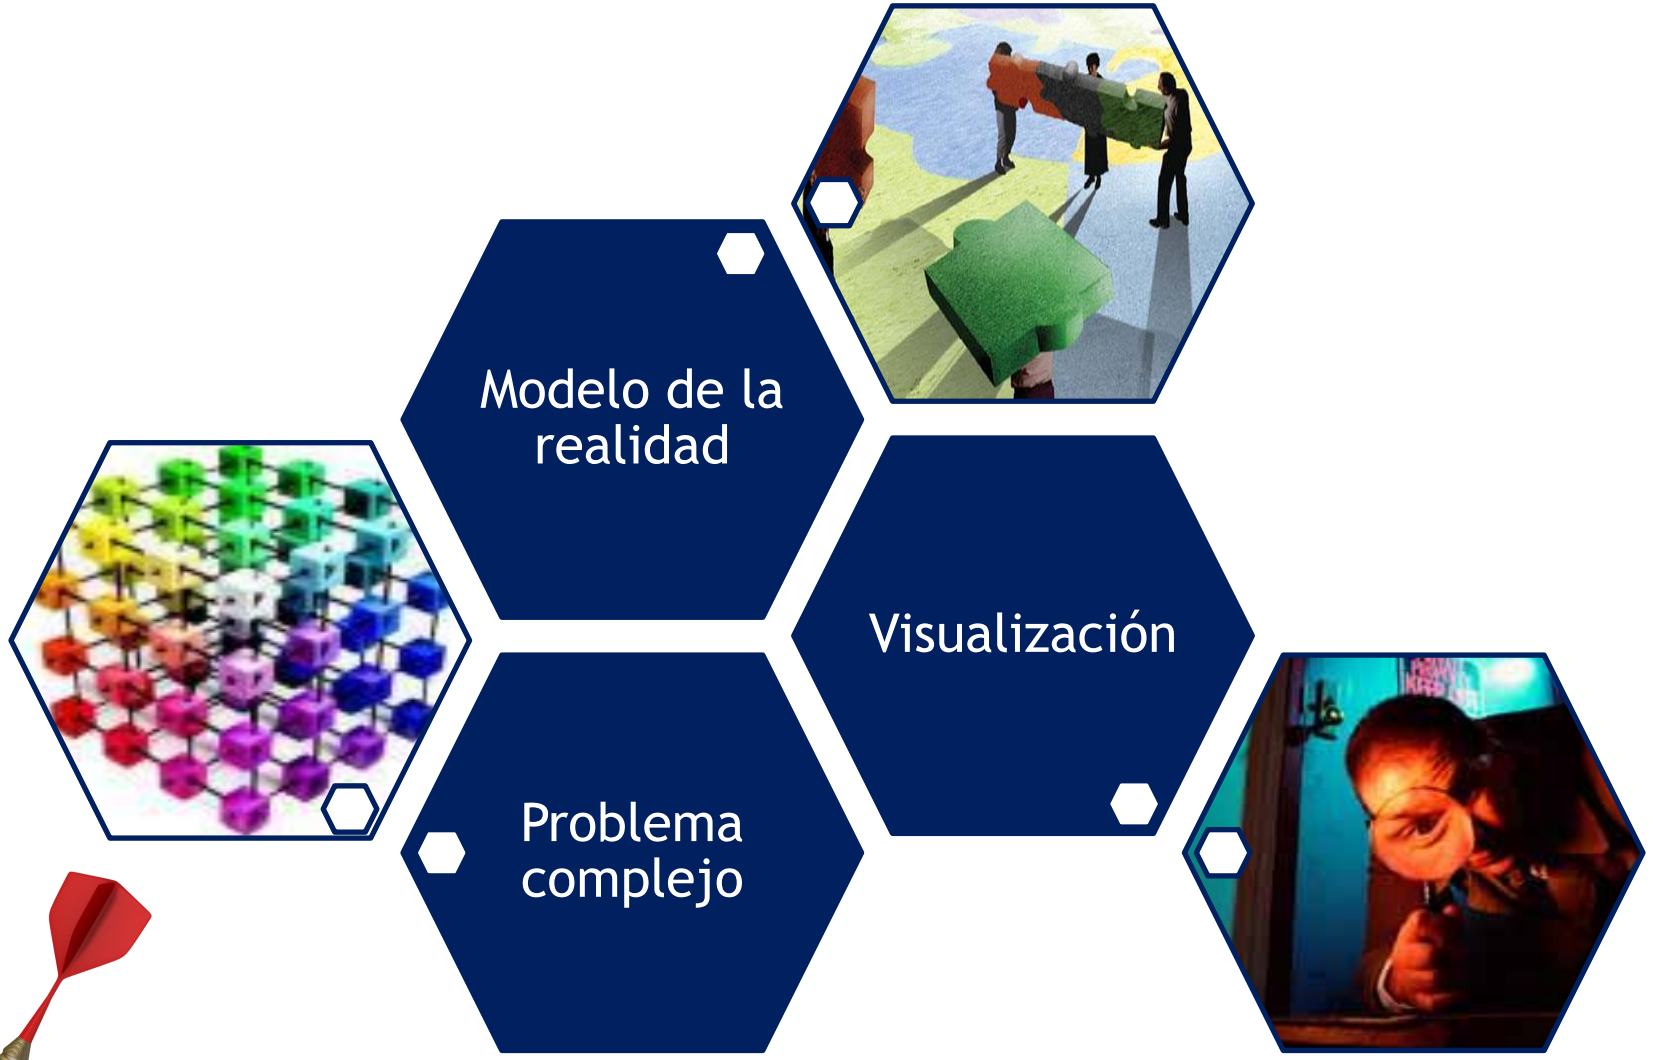 Modelo de la
realidad
Visualización
Problema
complejo